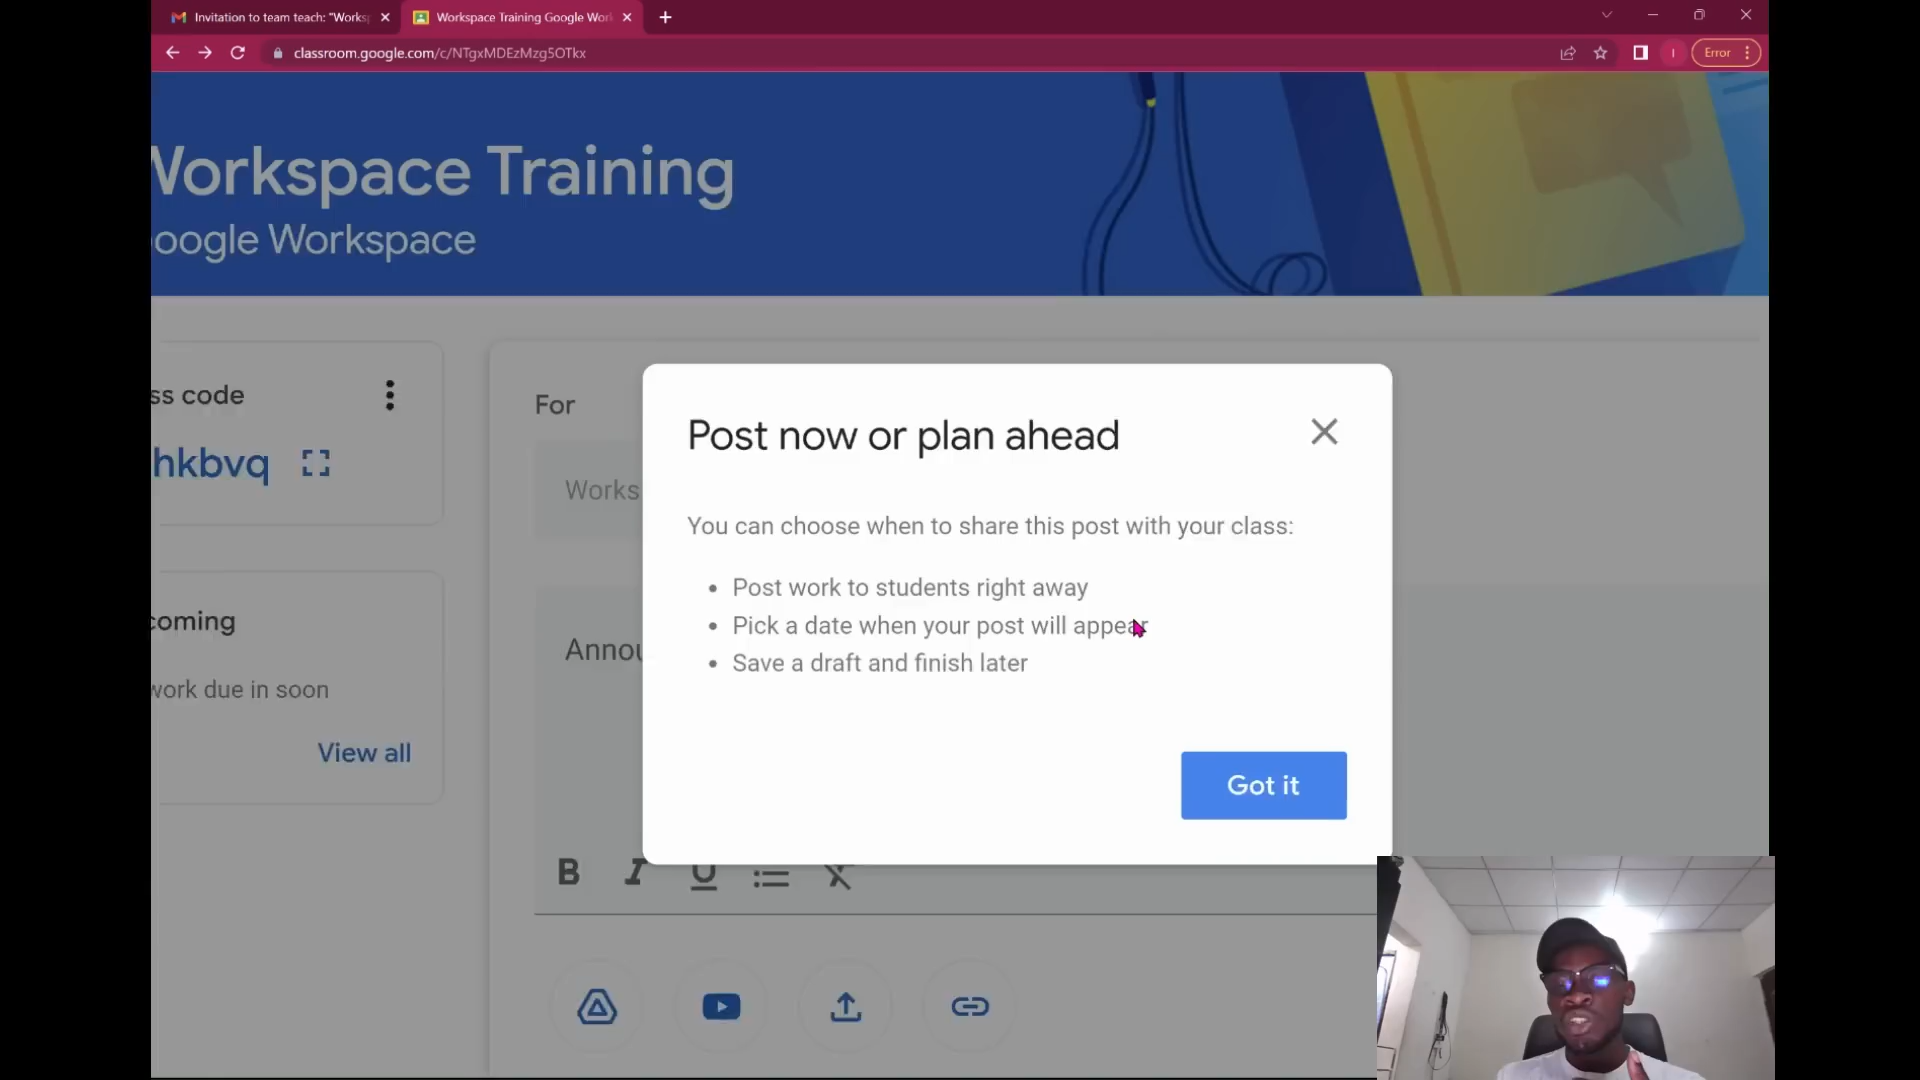 Invitation to team teach: "Works
Workspace Training Google Wor
classroom.google.com/c/NTgxMDEzMzg5OTkx
Error
Workspace Training
oogle Workspace
ss code
hkbvq
For
Works
Post now or plan ahead
You can choose when to share this post with your class:
• Post work to students right away
• Pick a date when your post will appear
• Save a draft and finish later
Got it
coming
Annou
work due in soon
View all
B I U